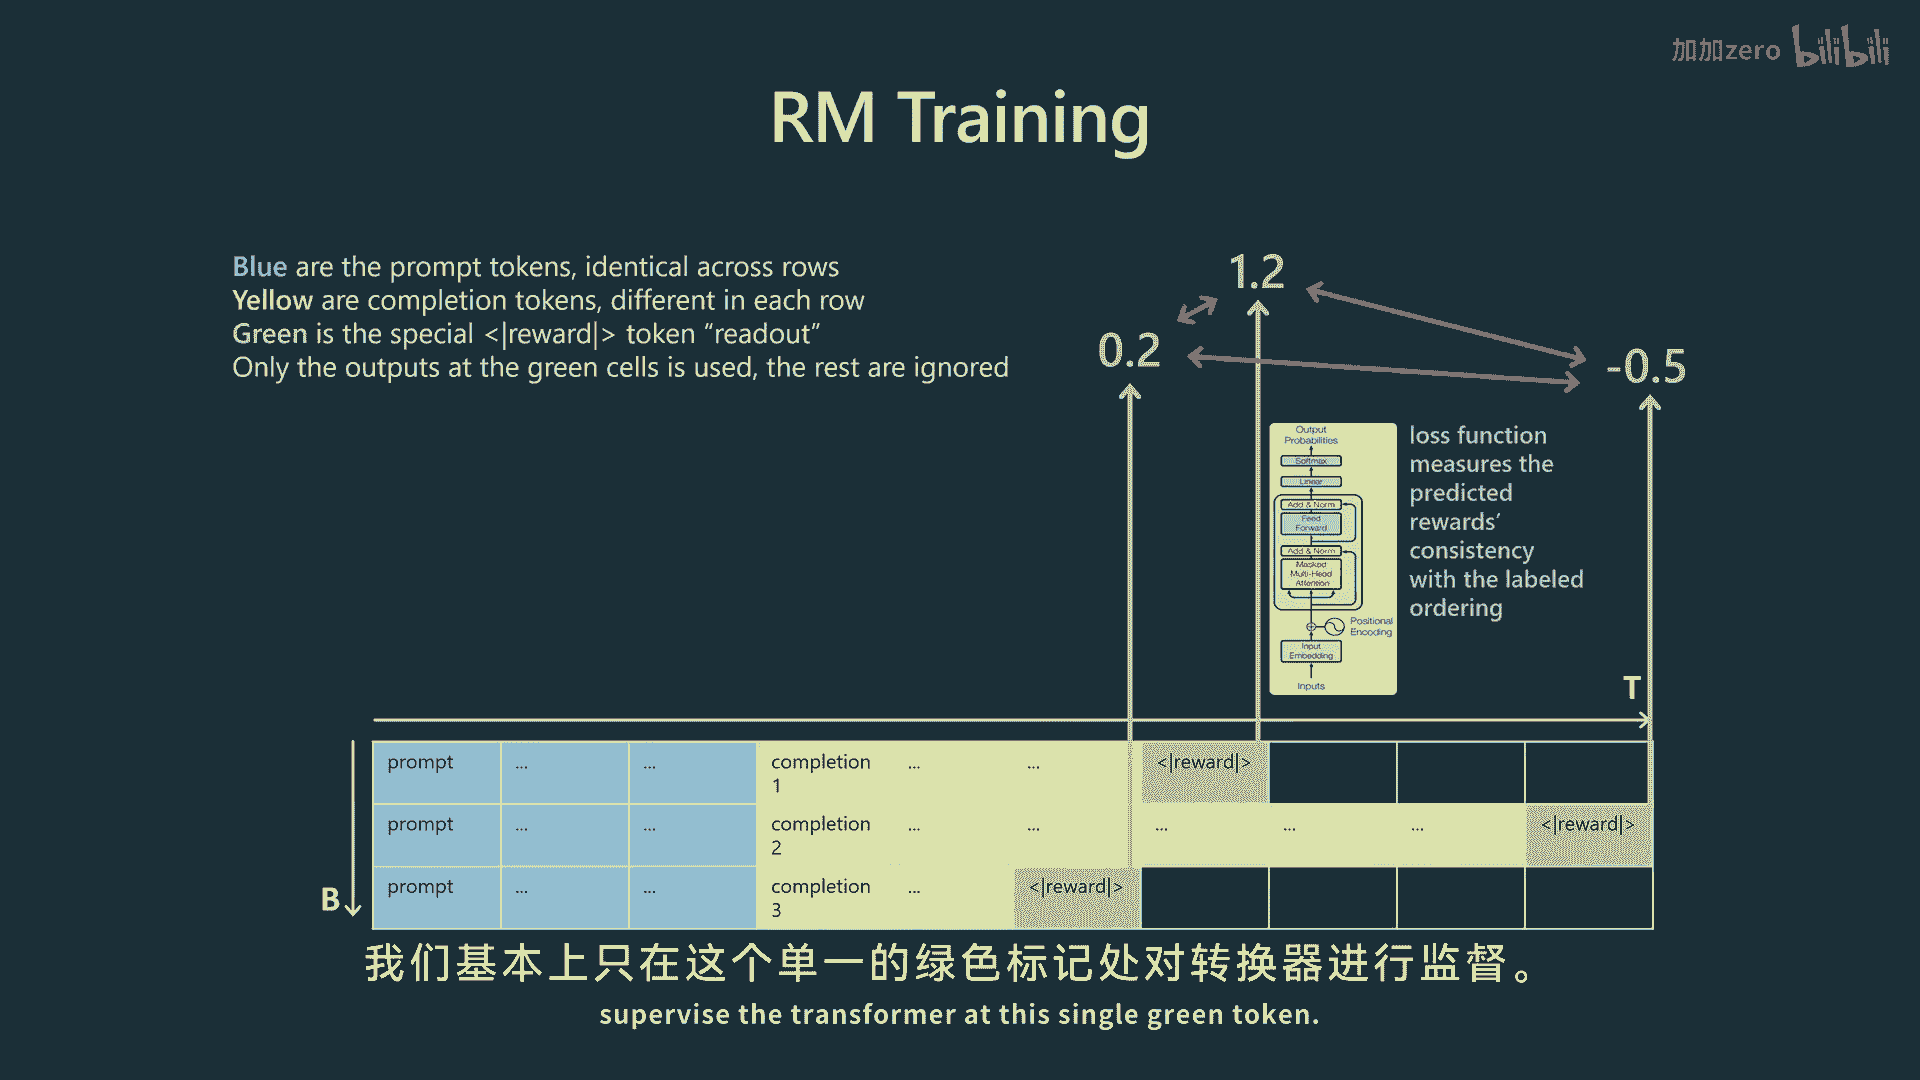 加加zero bilibili
RM Training
Blue are the prompt tokens, identical across rows
Yellow are completion tokens, different in each row
Green is the special <|reward|> token “readout”
Only the outputs at the green cells is used, the rest are ignored
1.2
0.2
-0.5
Output
Probabilities
Softmax
Linear
Add & Norm
Feed
Forward
Add & Norm
Masked
Multi-Head
Attention
Positional
Encoding
Input
Embedding
Inputs
loss function
measures the
predicted
rewards’
consistency
with the labeled
ordering
T
B
prompt ... ... completion ... ... <|reward|>
1
prompt ... ... completion ... ... ... ... ... <|reward|>
2
prompt ... ... completion ... <|reward|>
3
我们基本上只在这个单一的绿色标记处对转换器进行监督。
supervise the transformer at this single green token.